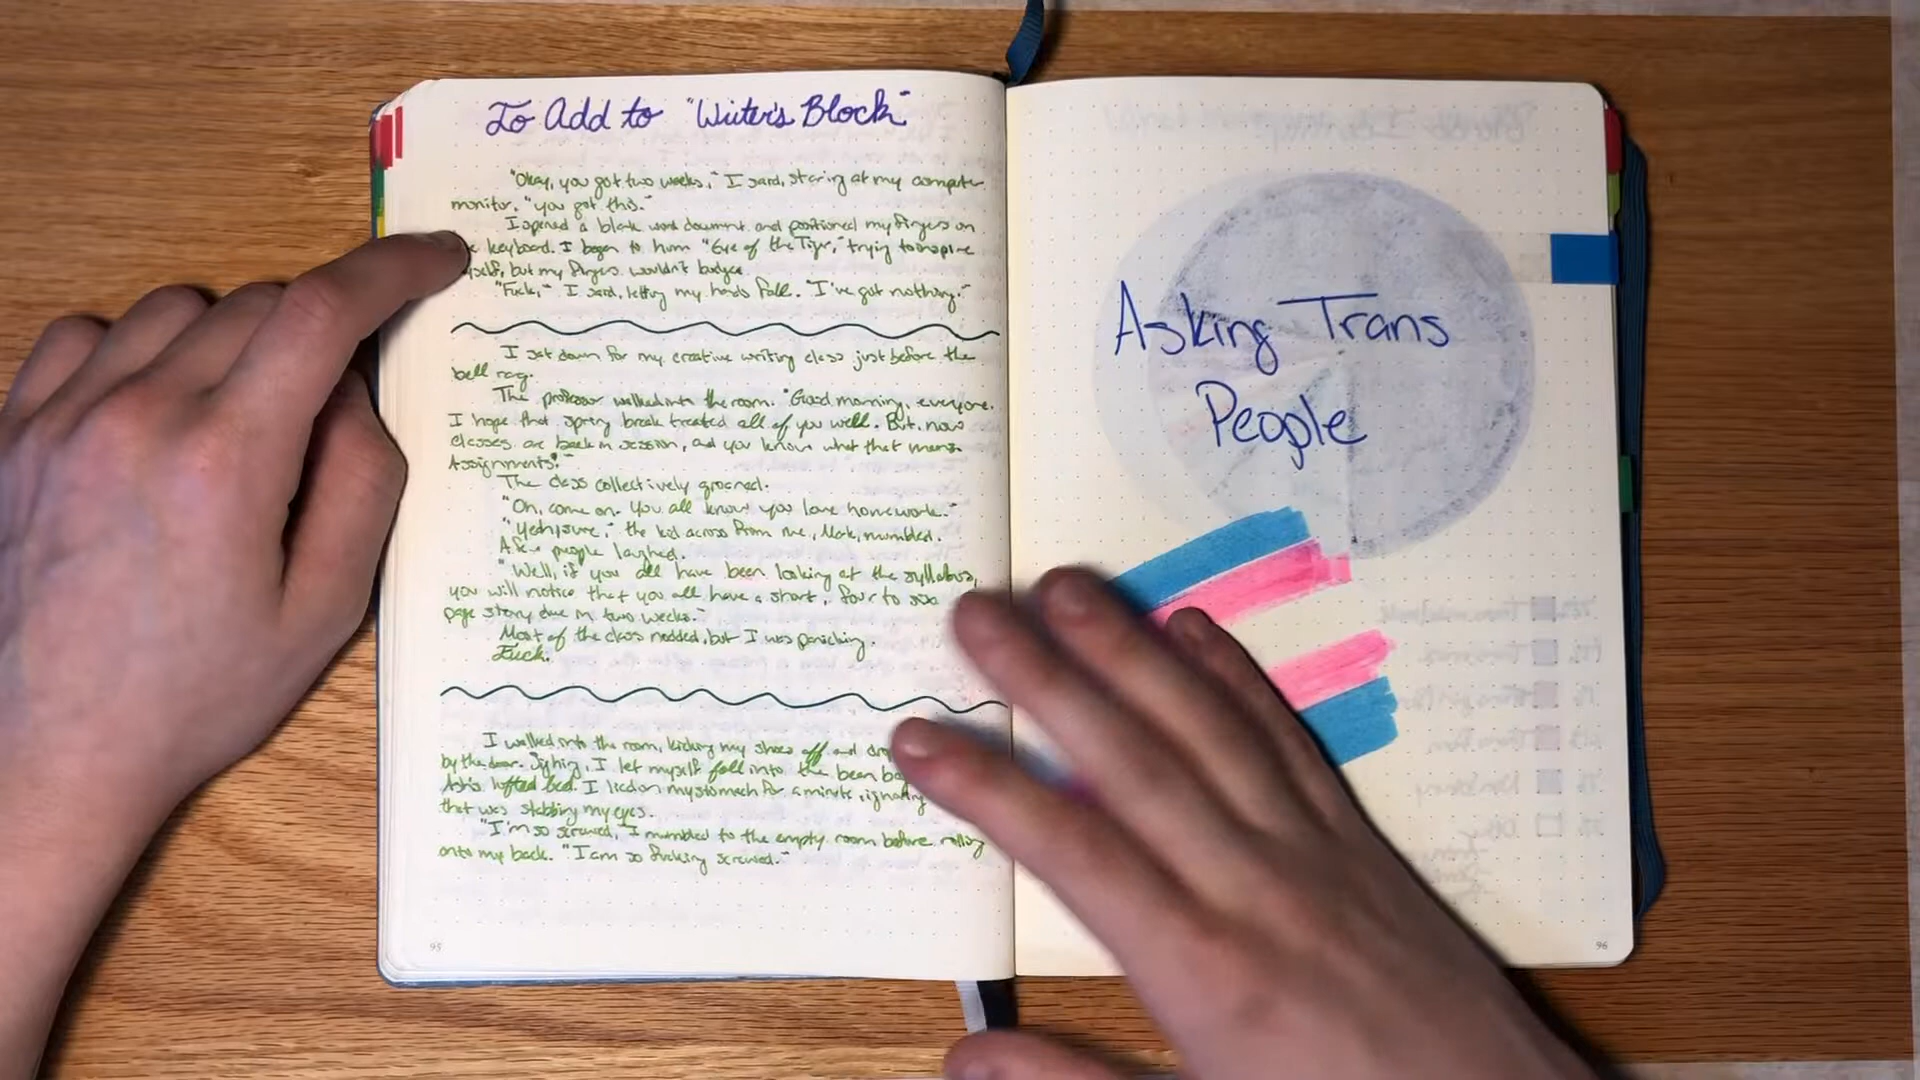 To Add to "Writer's Block"
"Okay, you got two weeks," I said, staring at my computer
monitor. "you got this."
I opened a blank word document and positioned my fingers on
keyboard. I began to hum "Eye of the Tiger," trying to inspire
but my fingers wouldn't budge.
"Fuck," I said, letting my hands fall. "I've got nothing."
I sat down for my creative writing class just before the
bell rang.
The professor walked into the room. "Good morning, everyone.
I hope that spring break treated all of you well. But, now
classes are back in session, and you know what that means.
Assignments."
The class collectively groaned.
"Oh, come on. You all know you love homework."
"Yeah, sure," the kid across from me, mumbled.
A few people laughed.
"Well, if you all have been looking at the syllabus,
you will notice that you all have a short, four to six
page story due in two weeks."
Most of the class nodded, but I was panicking.
Fuck.
I walked into the room, kicking my shoes off and
by the door. Sighing, I let myself fall into the bean
Ash's lofted bed. I lied on my stomach for a minute, ignoring
that was stabbing my eyes.
"I'm so screwed," I mumbled to the empty room before rolling
onto my back. "I am so fucking screwed."
95
Asking Trans
People
96